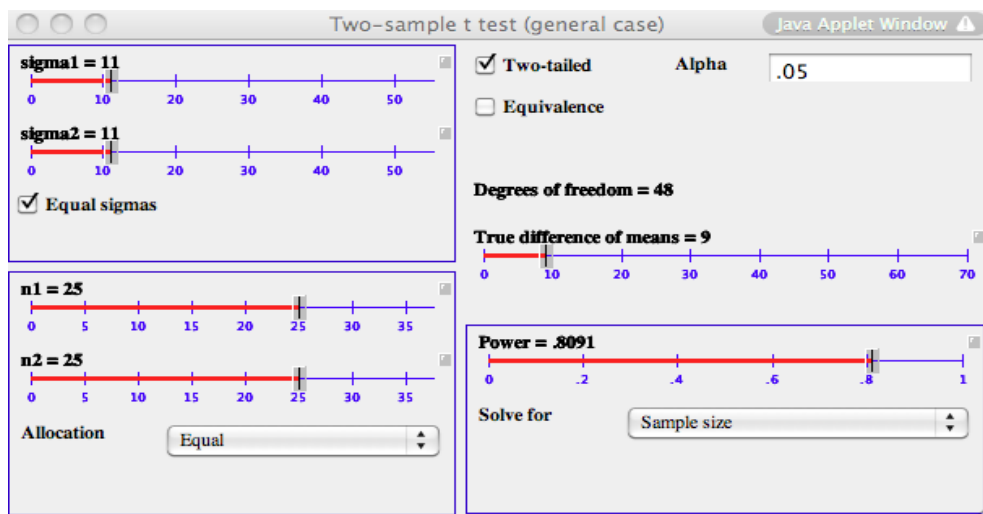 Two-sample t test (general case)
Java Applet Window
sigma1 = 11
0 10 20 30 40 50
sigma2 = 11
0 10 20 30 40 50
Equal sigmas
n1 = 25
0 5 10 15 20 25 30 35
n2 = 25
0 5 10 15 20 25 30 35
Allocation Equal
Two-tailed Alpha .05
Equivalence
Degrees of freedom = 48
True difference of means = 9
0 10 20 30 40 50 60 70
Power = .8091
0 .2 .4 .6 .8 1
Solve for Sample size